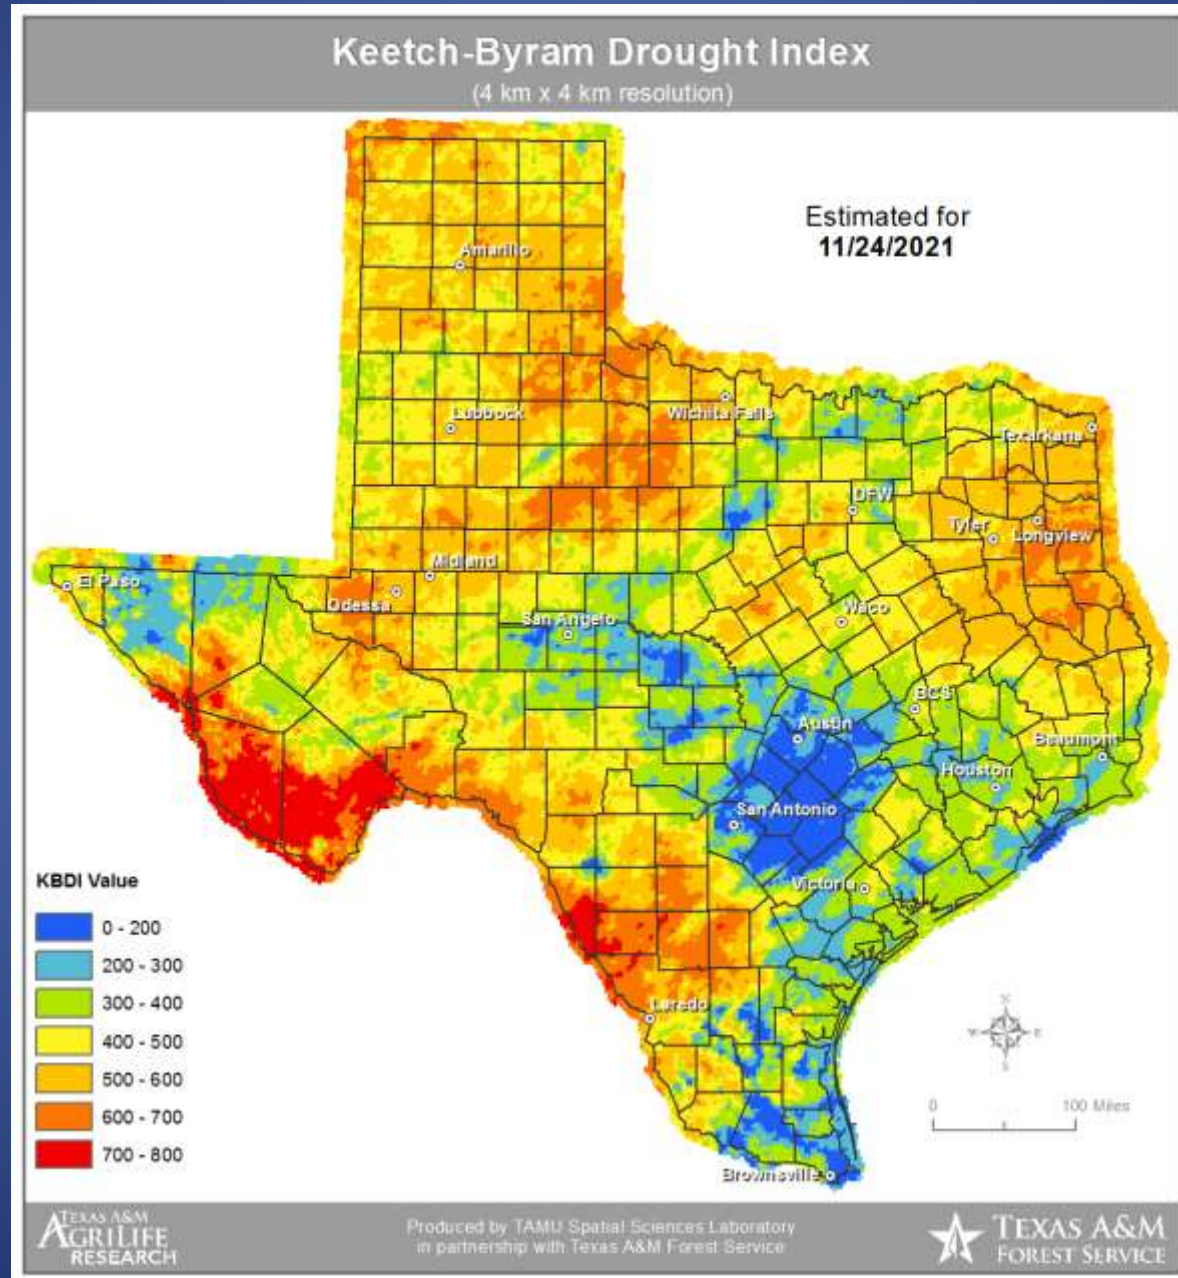 Keetch-Byram Drought Index
(4 km x 4 km resolution)
Estimated for
11/24/2021
Amarillo
Lubbock
Wichita Falls
Texarkana
DFW
Tyler
Longview
Midland
El Paso
Odessa
San Angelo
Waco
BCS
Austin
Beaumont
Houston
San Antonio
Victoria
Laredo
Brownsville
KBDI Value
0 - 200
200 - 300
300 - 400
400 - 500
500 - 600
600 - 700
700 - 800
N
W E
S
0 100 Miles
TEXAS A&M
AGRILIFE
RESEARCH
Produced by TAMU Spatial Sciences Laboratory
in partnership with Texas A&M Forest Service
TEXAS A&M
FOREST SERVICE